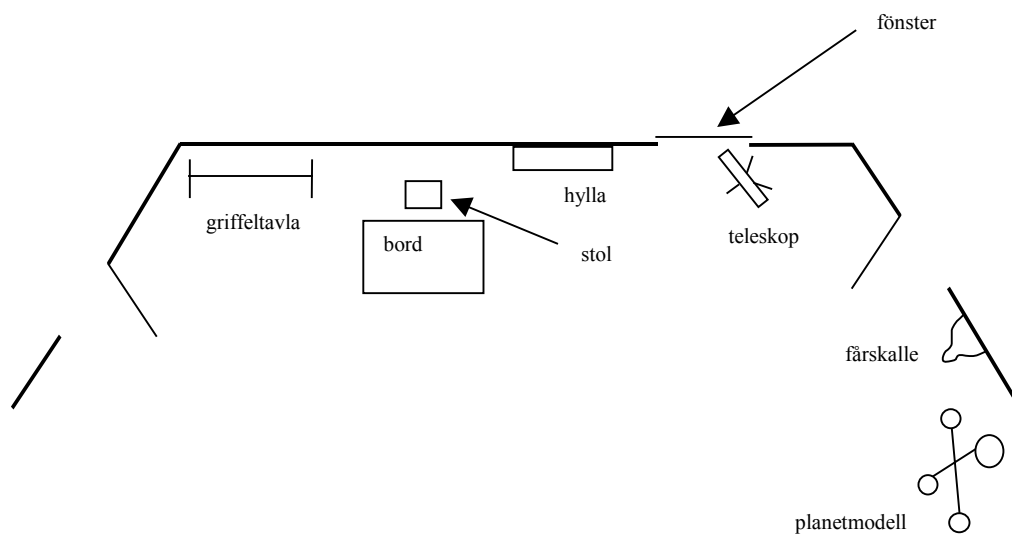 fönster
hylla
griffeltavla
teleskop
bord
stol
fårskalle
planetmodell